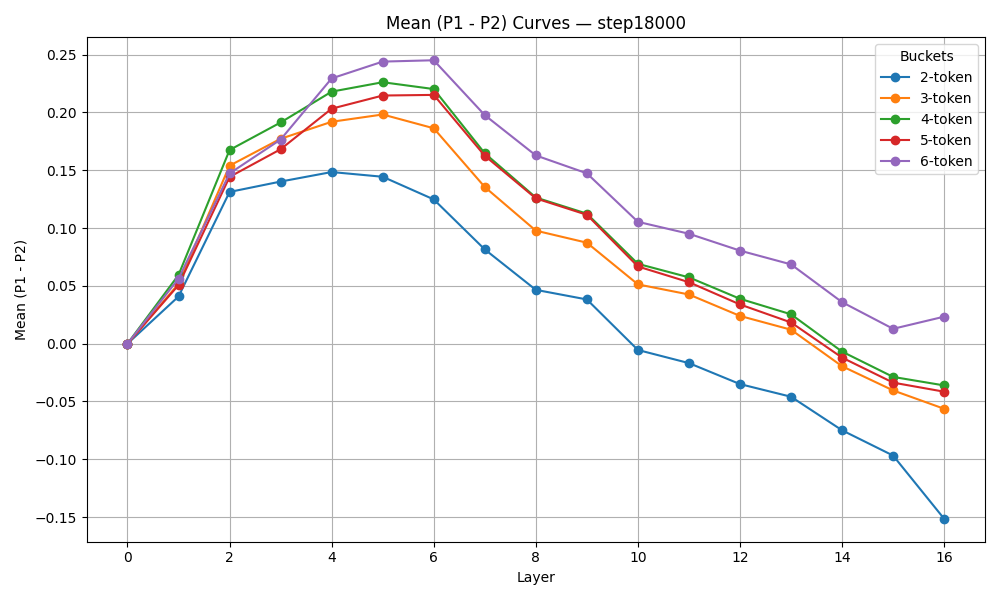 Mean (P1 - P2) Curves — step18000
Mean (P1 - P2)
0.25
0.20
0.15
0.10
0.05
0.00
−0.05
−0.10
−0.15
Buckets
2-token
3-token
4-token
5-token
6-token
0 2 4 6 8 10 12 14 16
Layer